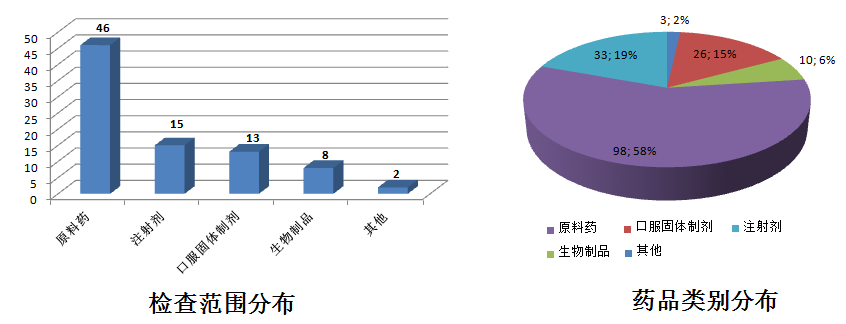 46
15
13
8
2
50
45
40
35
30
25
20
15
10
5
0
原料药
注射剂
口服固体制剂
生物制品
其他
检查范围分布
3; 2%
33; 19%
26; 15%
10; 6%
98; 58%
原料药 口服固体制剂 注射剂
生物制品 其他
药品类别分布